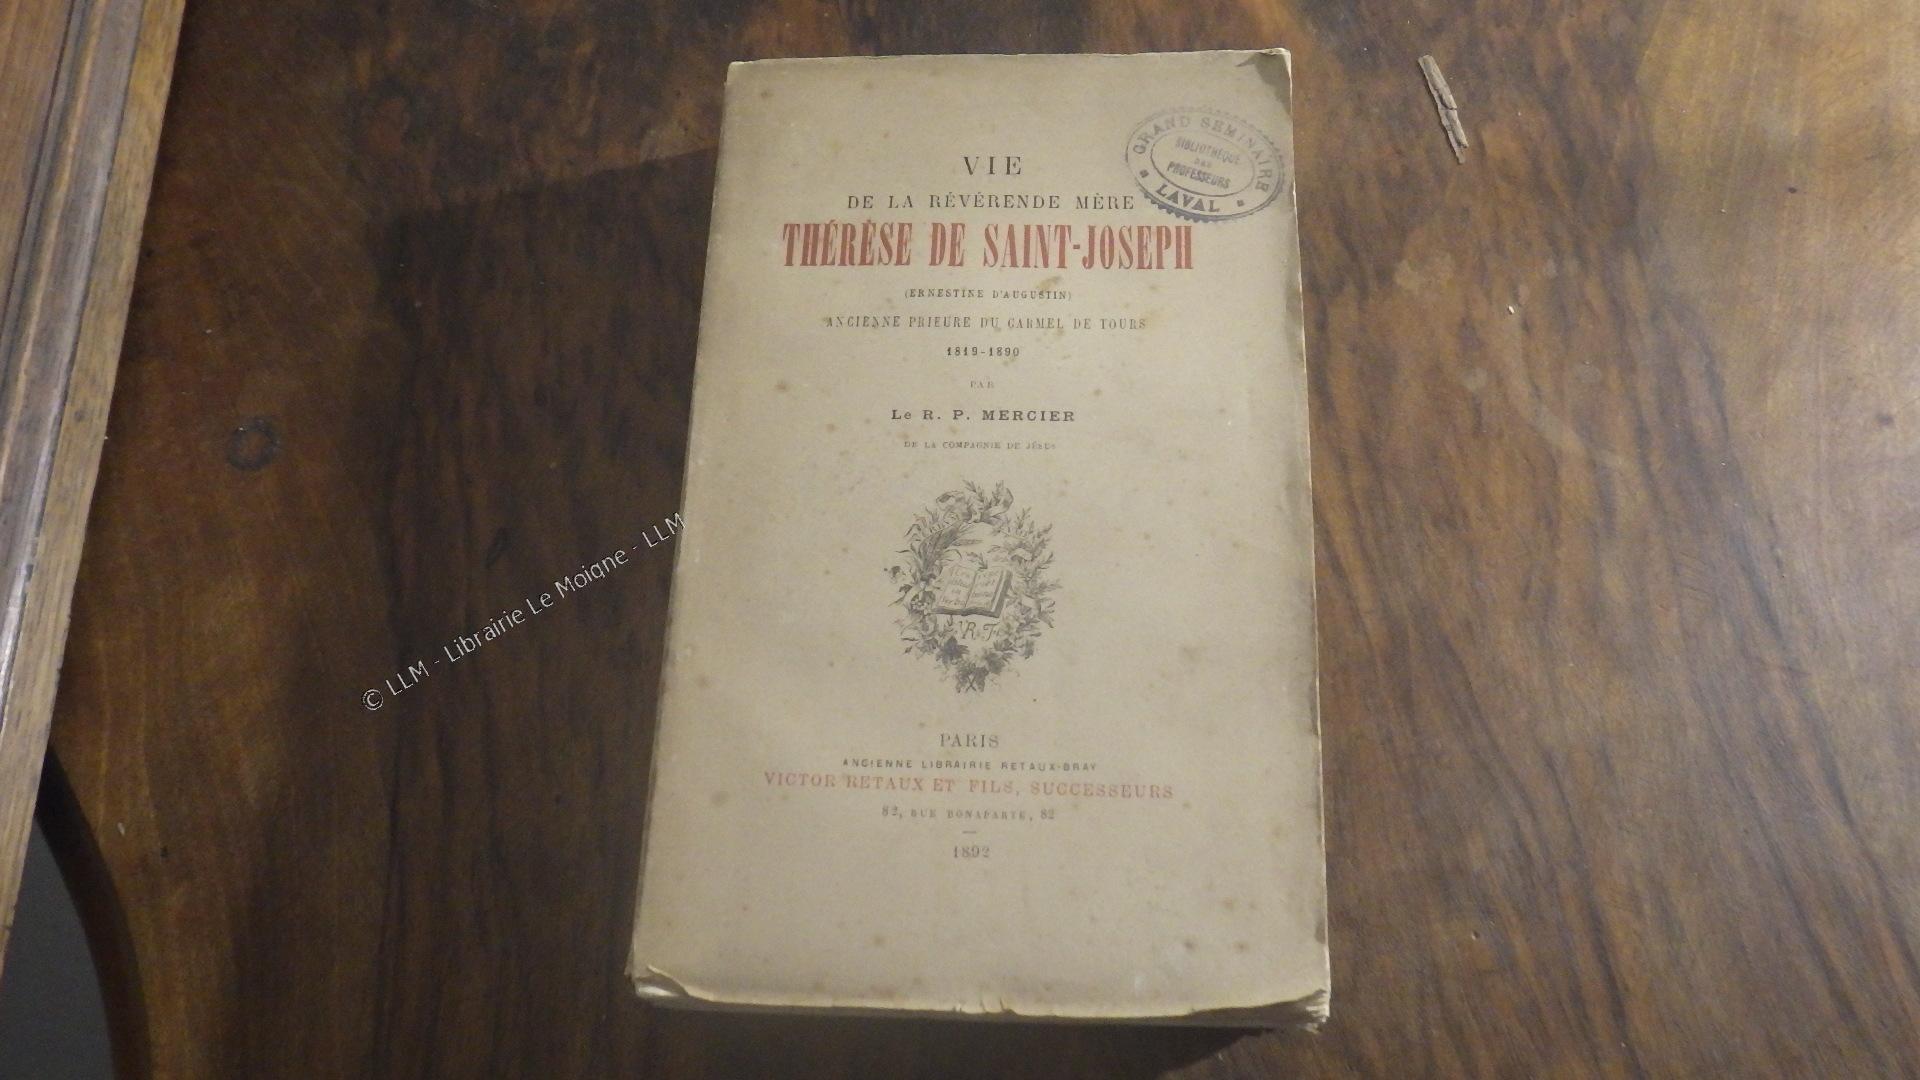 VIE
DE LA RÉVÉRENDE MÈRE
THÉRÈSE DE SAINT-JOSEPH
(ERNESTINE D'AUGUSTIN)
ANCIENNE PRIEURE DU CARMEL DE TOURS
1819-1890
PAR
Le R. P. MERCIER
DE LA COMPAGNIE DE JÉSUS
V R & F
PARIS
ANCIENNE LIBRAIRIE RETAUX-BRAY
VICTOR RETAUX ET FILS, SUCCESSEURS
82, RUE BONAPARTE, 82
1892
GRAND SEMINAIRE
BIBLIOTHEQUE
DES
PROFESSEURS
LAVAL
© LLM - Librairie Le Moigne - LLM